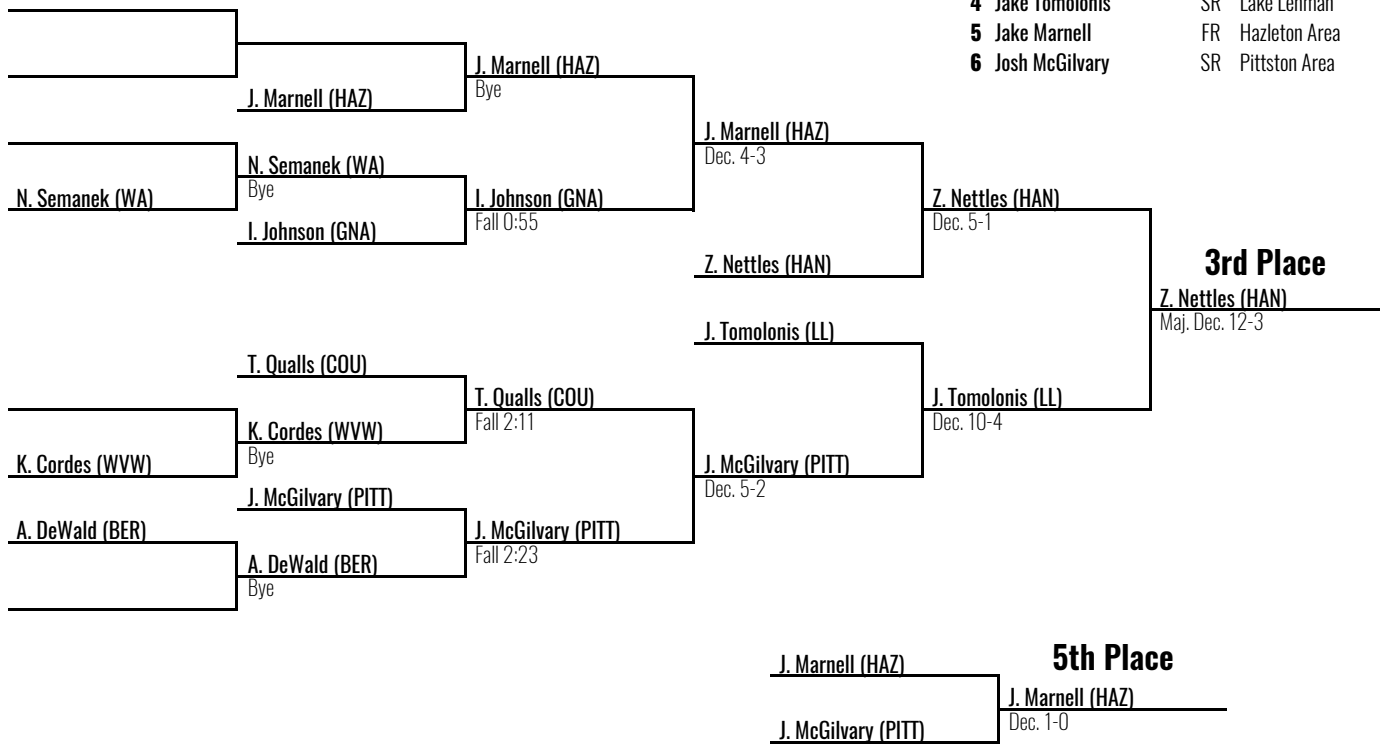 4 Jake Tomolonis SR Lake Lehman
5 Jake Marnell FR Hazleton Area
6 Josh McGilvary SR Pittston Area
J. Marnell (HAZ)
Bye
J. Marnell (HAZ)
J. Marnell (HAZ)
Dec. 4-3
N. Semanek (WA)
Bye
N. Semanek (WA)
I. Johnson (GNA)
Fall 0:55
Z. Nettles (HAN)
Dec. 5-1
I. Johnson (GNA)
3rd Place
Z. Nettles (HAN)
Z. Nettles (HAN)
Maj. Dec. 12-3
J. Tomolonis (LL)
T. Qualls (COU)
T. Qualls (COU)
Fall 2:11
J. Tomolonis (LL)
Dec. 10-4
K. Cordes (WVW)
Bye
K. Cordes (WVW)
J. McGilvary (PITT)
Dec. 5-2
J. McGilvary (PITT)
A. DeWald (BER)
J. McGilvary (PITT)
Fall 2:23
A. DeWald (BER)
Bye
5th Place
J. Marnell (HAZ)
J. Marnell (HAZ)
Dec. 1-0
J. McGilvary (PITT)